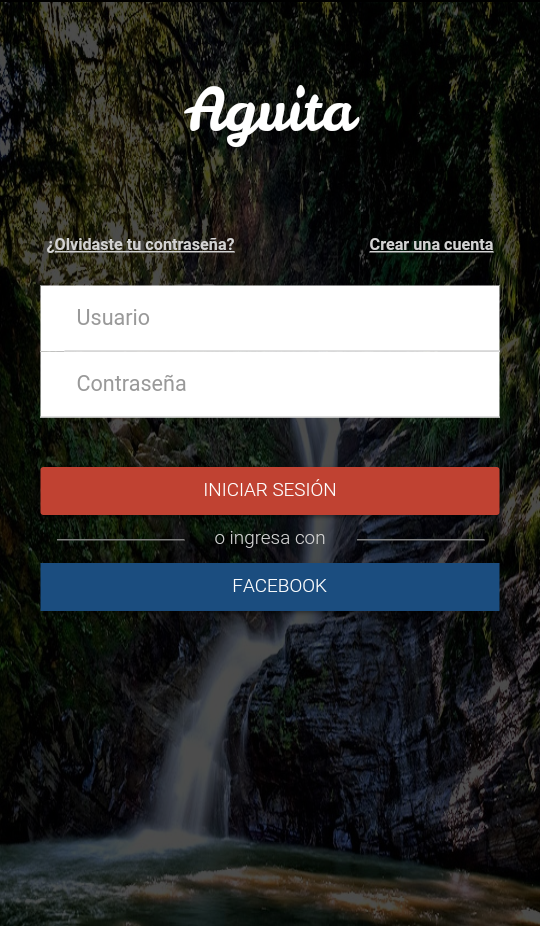 Aguita
¿Olvidaste tu contraseña? Crear una cuenta
Usuario
Contraseña
INICIAR SESIÓN
o ingresa con
FACEBOOK